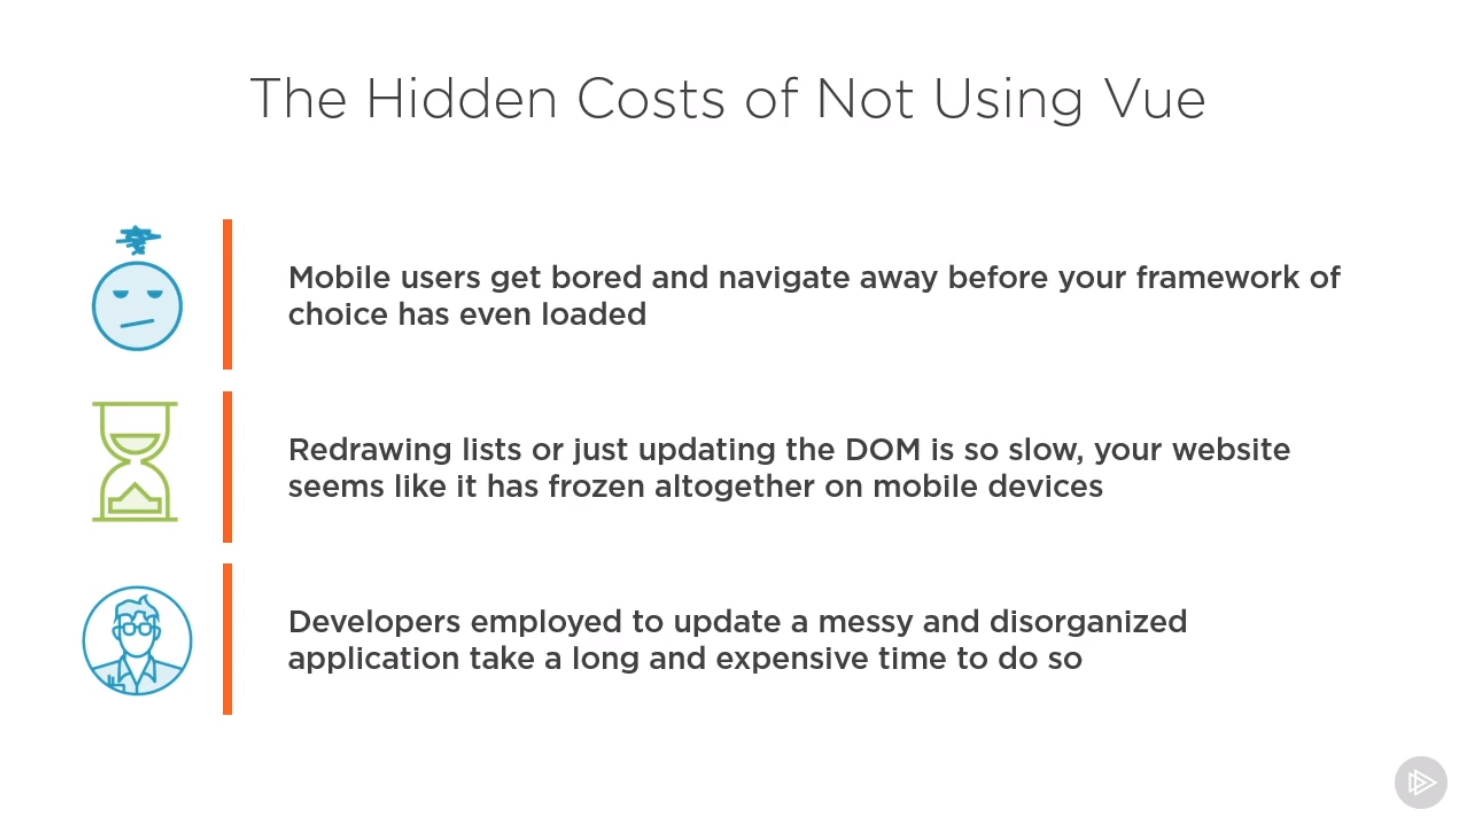 The Hidden Costs of Not Using Vue
Mobile users get bored and navigate away before your framework of
choice has even loaded
Redrawing lists or just updating the DOM is so slow, your website
seems like it has frozen altogether on mobile devices
Developers employed to update a messy and disorganized
application take a long and expensive time to do so